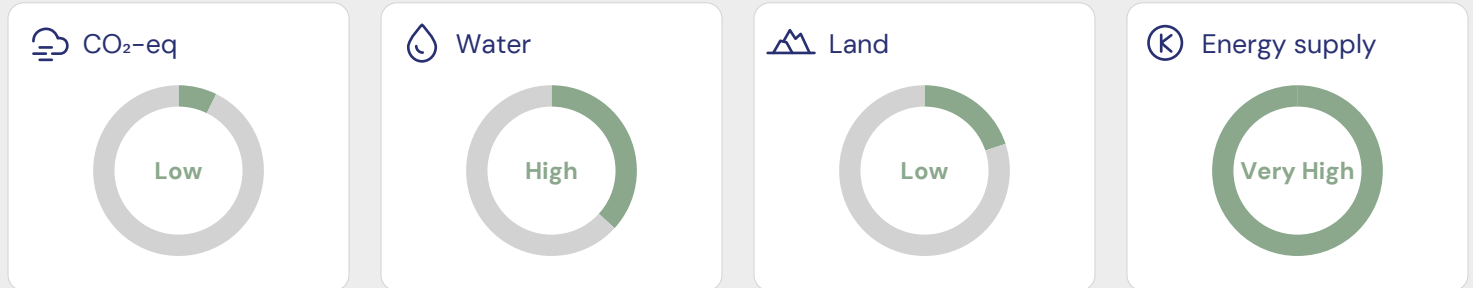 CO₂-eq
Low
Water
High
Land
Low
Energy supply
Very High